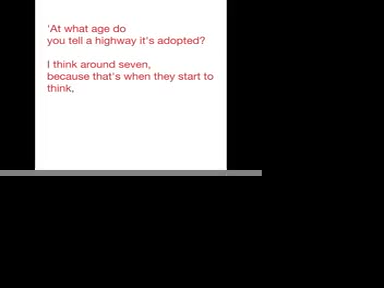 'At what age do
you tell a highway it's adopted?
I think around seven,
because that's when they start to
think.